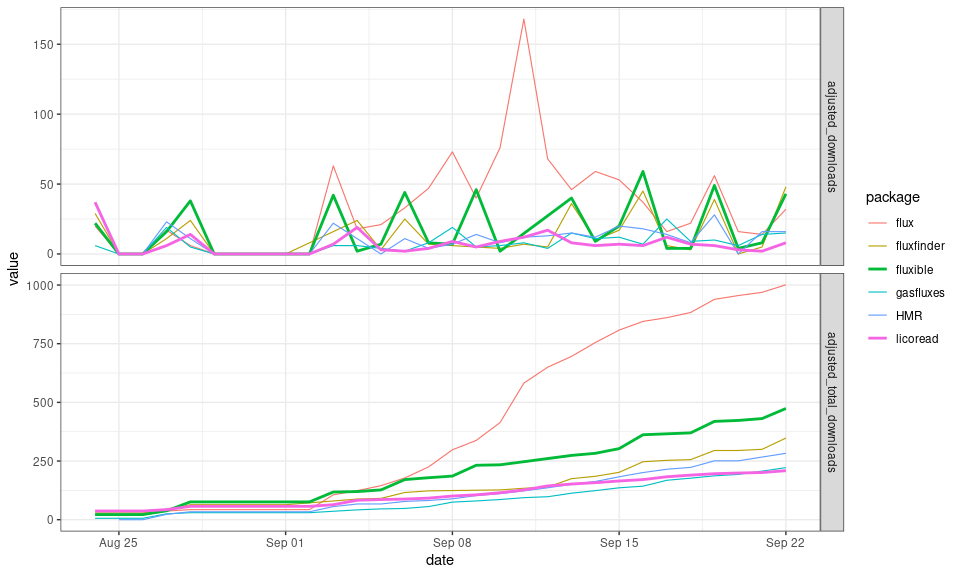 150
100
50
0
adjusted_downloads
value
1000
750
500
250
0
adjusted_total_downloads
Aug 25
Sep 01
Sep 08
Sep 15
Sep 22
date
package
flux
fluxfinder
fluxible
gasfluxes
HMR
licoread